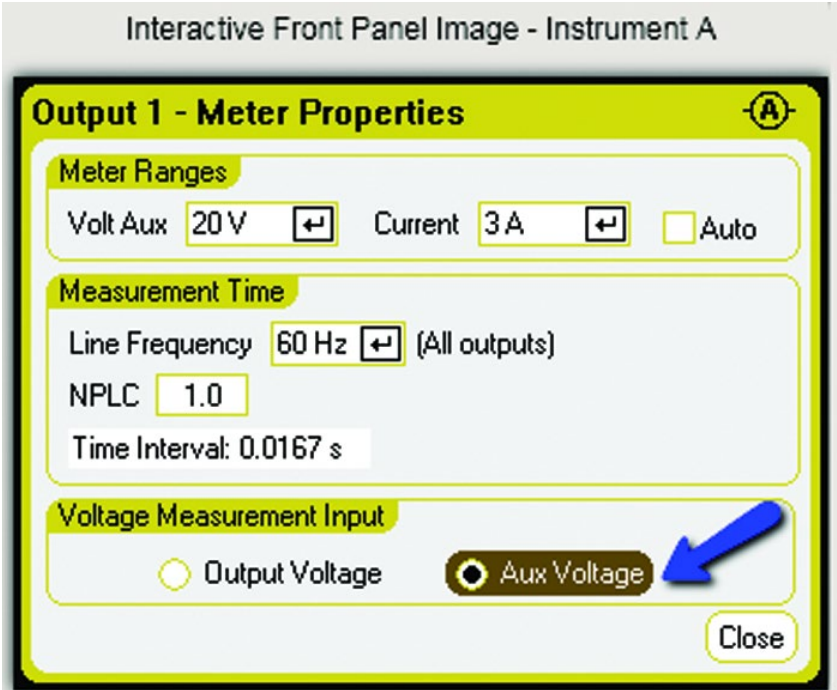 Interactive Front Panel Image - Instrument A
Output 1 - Meter Properties A
Meter Ranges
Volt Aux 20 V Current 3 A Auto
Measurement Time
Line Frequency 60 Hz (All outputs)
NPLC 1.0
Time Interval: 0.0167 s
Voltage Measurement Input
Output Voltage Aux Voltage
Close